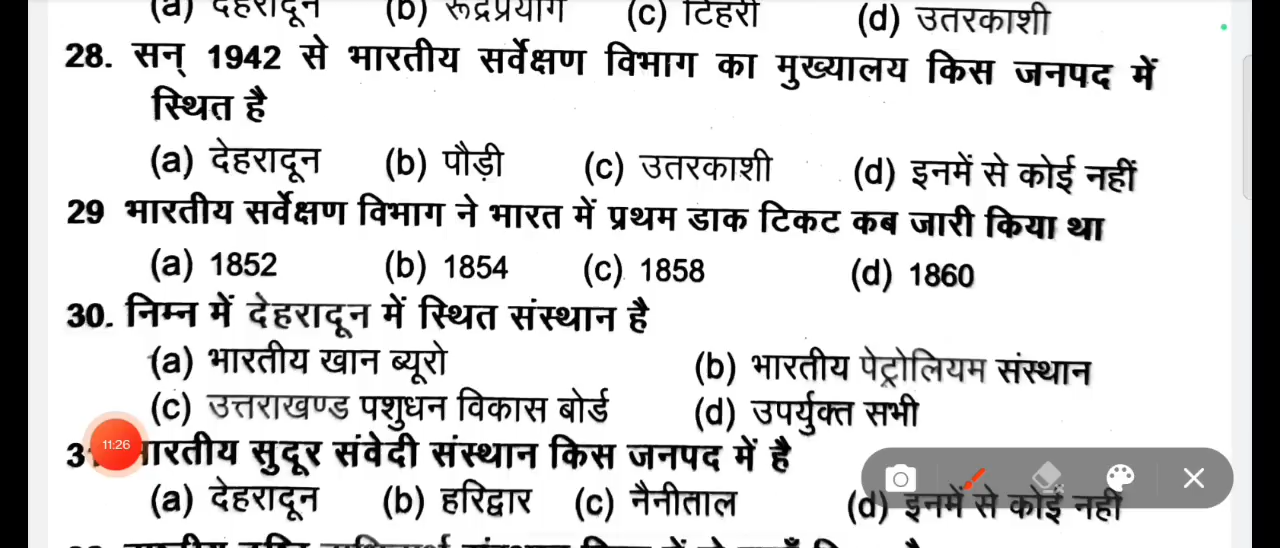 (a) देहरादून (b) रूद्रप्रयाग (c) टिहरी (d) उतरकाशी
28. सन् 1942 से भारतीय सर्वेक्षण विभाग का मुख्यालय किस जनपद में
स्थित है
(a) देहरादून (b) पौड़ी (c) उतरकाशी (d) इनमें से कोई नहीं
29 भारतीय सर्वेक्षण विभाग ने भारत में प्रथम डाक टिकट कब जारी किया था
(a) 1852 (b) 1854 (c) 1858 (d) 1860
30. निम्न में देहरादून में स्थित संस्थान है
(a) भारतीय खान ब्यूरो (b) भारतीय पेट्रोलियम संस्थान
(c) उत्तराखण्ड पशुधन विकास बोर्ड (d) उपर्युक्त सभी
11:26
सुदूर संवेदी संस्थान किस जनपद में है
(a) देहरादून (b) हरिद्वार (c) नैनीताल (d) इनमें से कोई नहीं